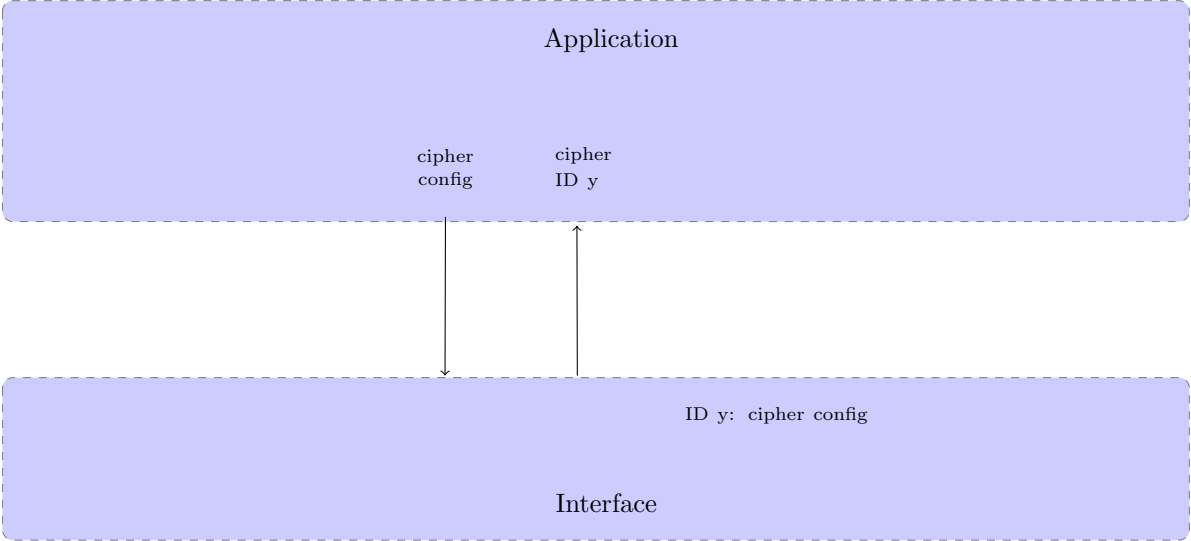 Application
cipher
config
cipher
ID y
ID y: cipher config
Interface